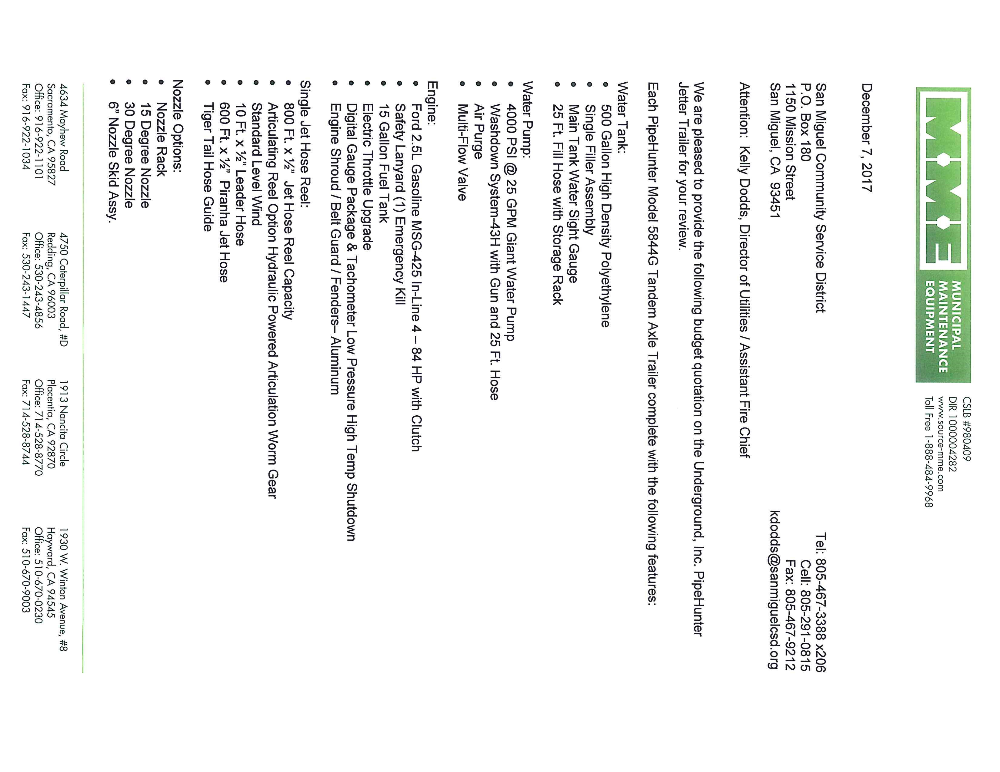 M·M·E
MUNICIPAL
MAINTENANCE
EQUIPMENT
CSLB #980409
DIR 1000004282
www.source-mme.com
Toll Free 1-888-484-9968
December 7, 2017
San Miguel Community Service District
Tel: 805-467-3388 x206
P.O. Box 180
Cell: 805-291-0815
1150 Mission Street
Fax: 805-467-9212
San Miguel, CA 93451
kdodds@sanmiguelcsd.org
Attention: Kelly Dodds, Director of Utilities / Assistant Fire Chief
We are pleased to provide the following budget quotation on the Underground, Inc. PipeHunter
Jetter Trailer for your review.
Each PipeHunter Model 5844G Tandem Axle Trailer complete with the following features:
Water Tank:
• 500 Gallon High Density Polyethylene
• Single Filler Assembly
• Main Tank Water Sight Gauge
• 25 Ft. Fill Hose with Storage Rack
Water Pump:
• 4000 PSI @ 25 GPM Giant Water Pump
• Washdown System-43H with Gun and 25 Ft. Hose
• Air Purge
• Multi-Flow Valve
Engine:
• Ford 2.5L Gasoline MSG-425 In-Line 4 – 84 HP with Clutch
• Safety Lanyard (1) Emergency Kill
• 15 Gallon Fuel Tank
• Electric Throttle Upgrade
• Digital Gauge Package & Tachometer Low Pressure High Temp Shutdown
• Engine Shroud / Belt Guard / Fenders– Aluminum
Single Jet Hose Reel:
• 800 Ft. x ½” Jet Hose Reel Capacity
• Articulating Reel Option Hydraulic Powered Articulation Worm Gear
• Standard Level Wind
• 10 Ft. x ½” Leader Hose
• 600 Ft. x ½” Piranha Jet Hose
• Tiger Tail Hose Guide
Nozzle Options:
• Nozzle Rack
• 15 Degree Nozzle
• 30 Degree Nozzle
• 6” Nozzle Skid Assy.
4634 Mayhew Road
Sacramento, CA 95827
Office: 916-922-1101
Fax: 916-922-1034
4750 Caterpillar Road, #D
Redding, CA 96003
Office: 530-243-4856
Fax: 530-243-1447
1913 Nancita Circle
Placentia, CA 92870
Office: 714-528-8770
Fax: 714-528-8744
1930 W. Winton Avenue, #8
Hayward, CA 94545
Office: 510-670-0230
Fax: 510-670-9003